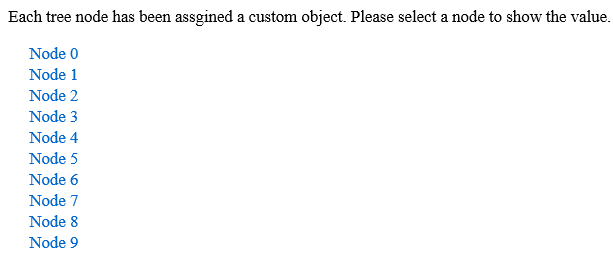 Each tree node has been assgined a custom object. Please select a node to show the value.
Node 0
Node 1
Node 2
Node 3
Node 4
Node 5
Node 6
Node 7
Node 8
Node 9